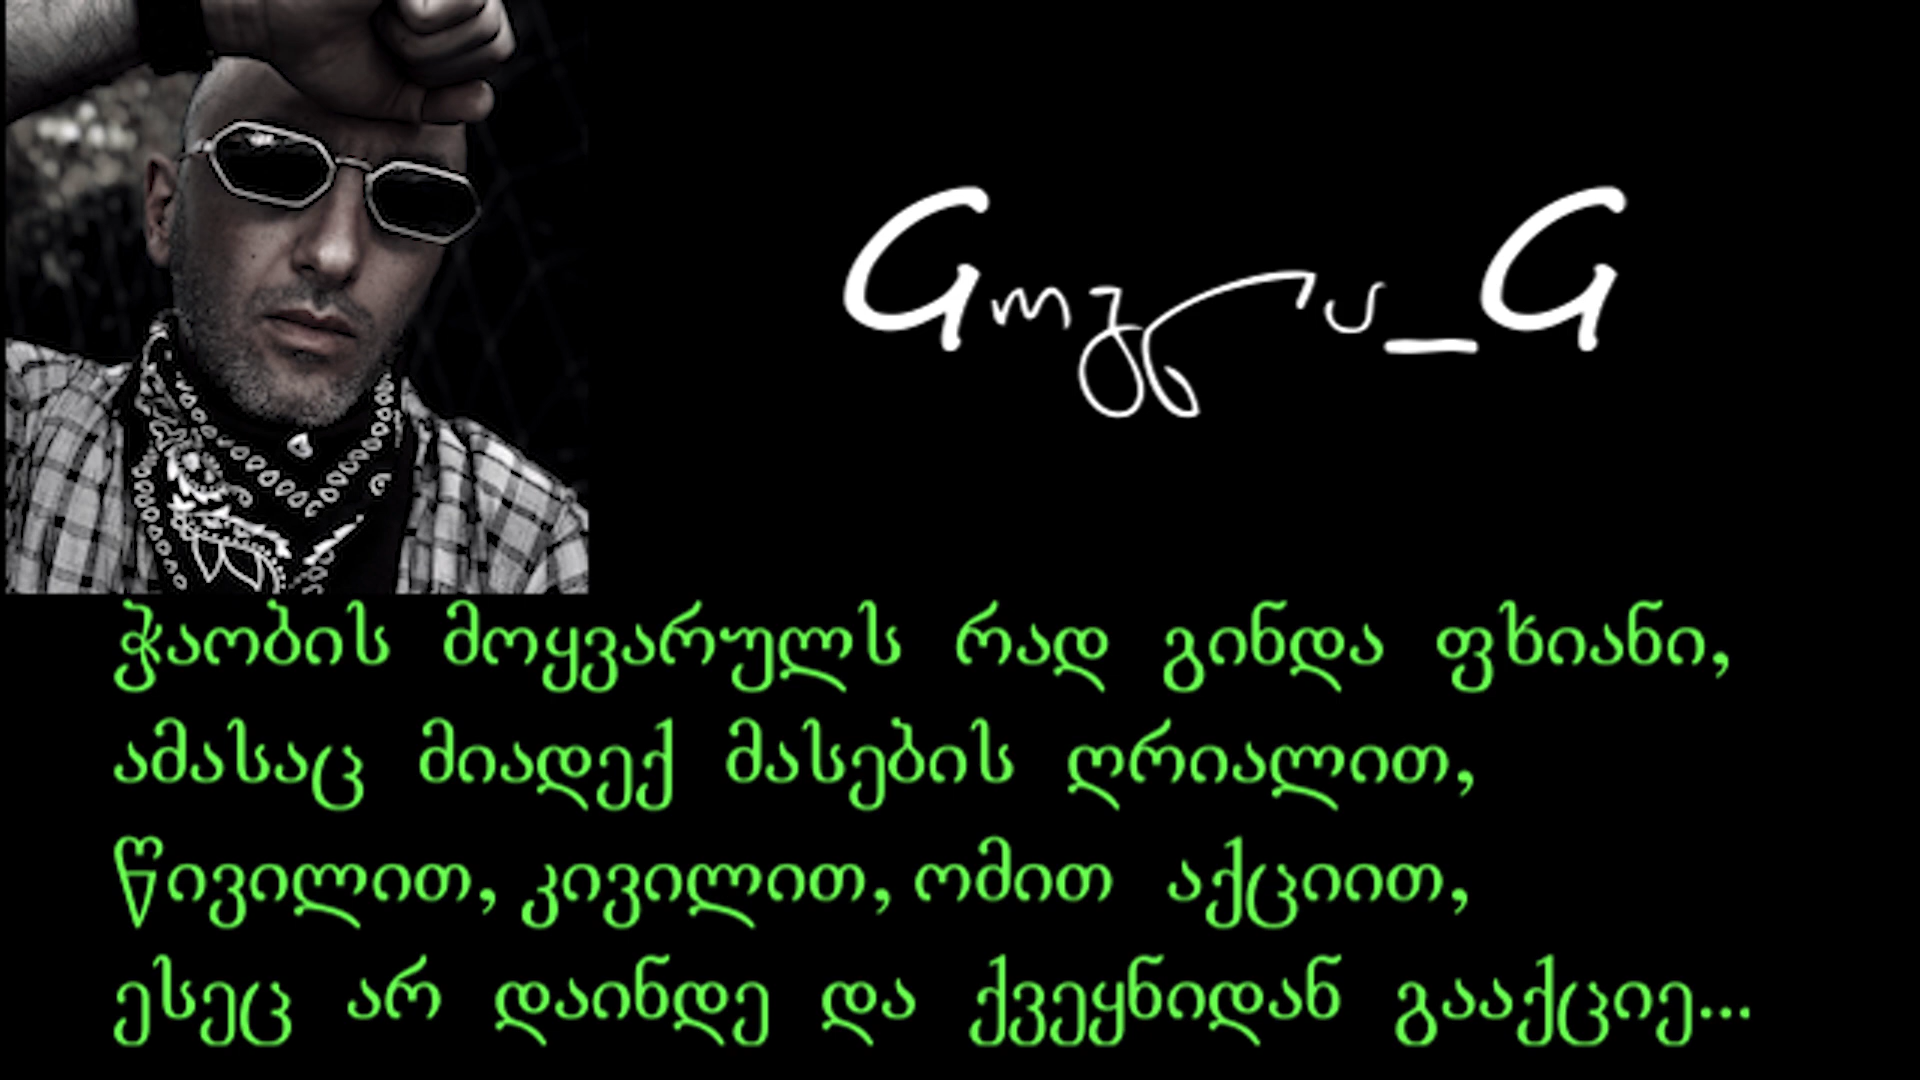 Gოგლა_G
ჭაობის მოყვარულს რად გინდა ფხიანი,
ამასაც მიადექ მასების ღრიალით,
წივილით, კივილით, ომით აქციით,
ესეც არ დაინდე და ქვეყნიდან გააქციე...